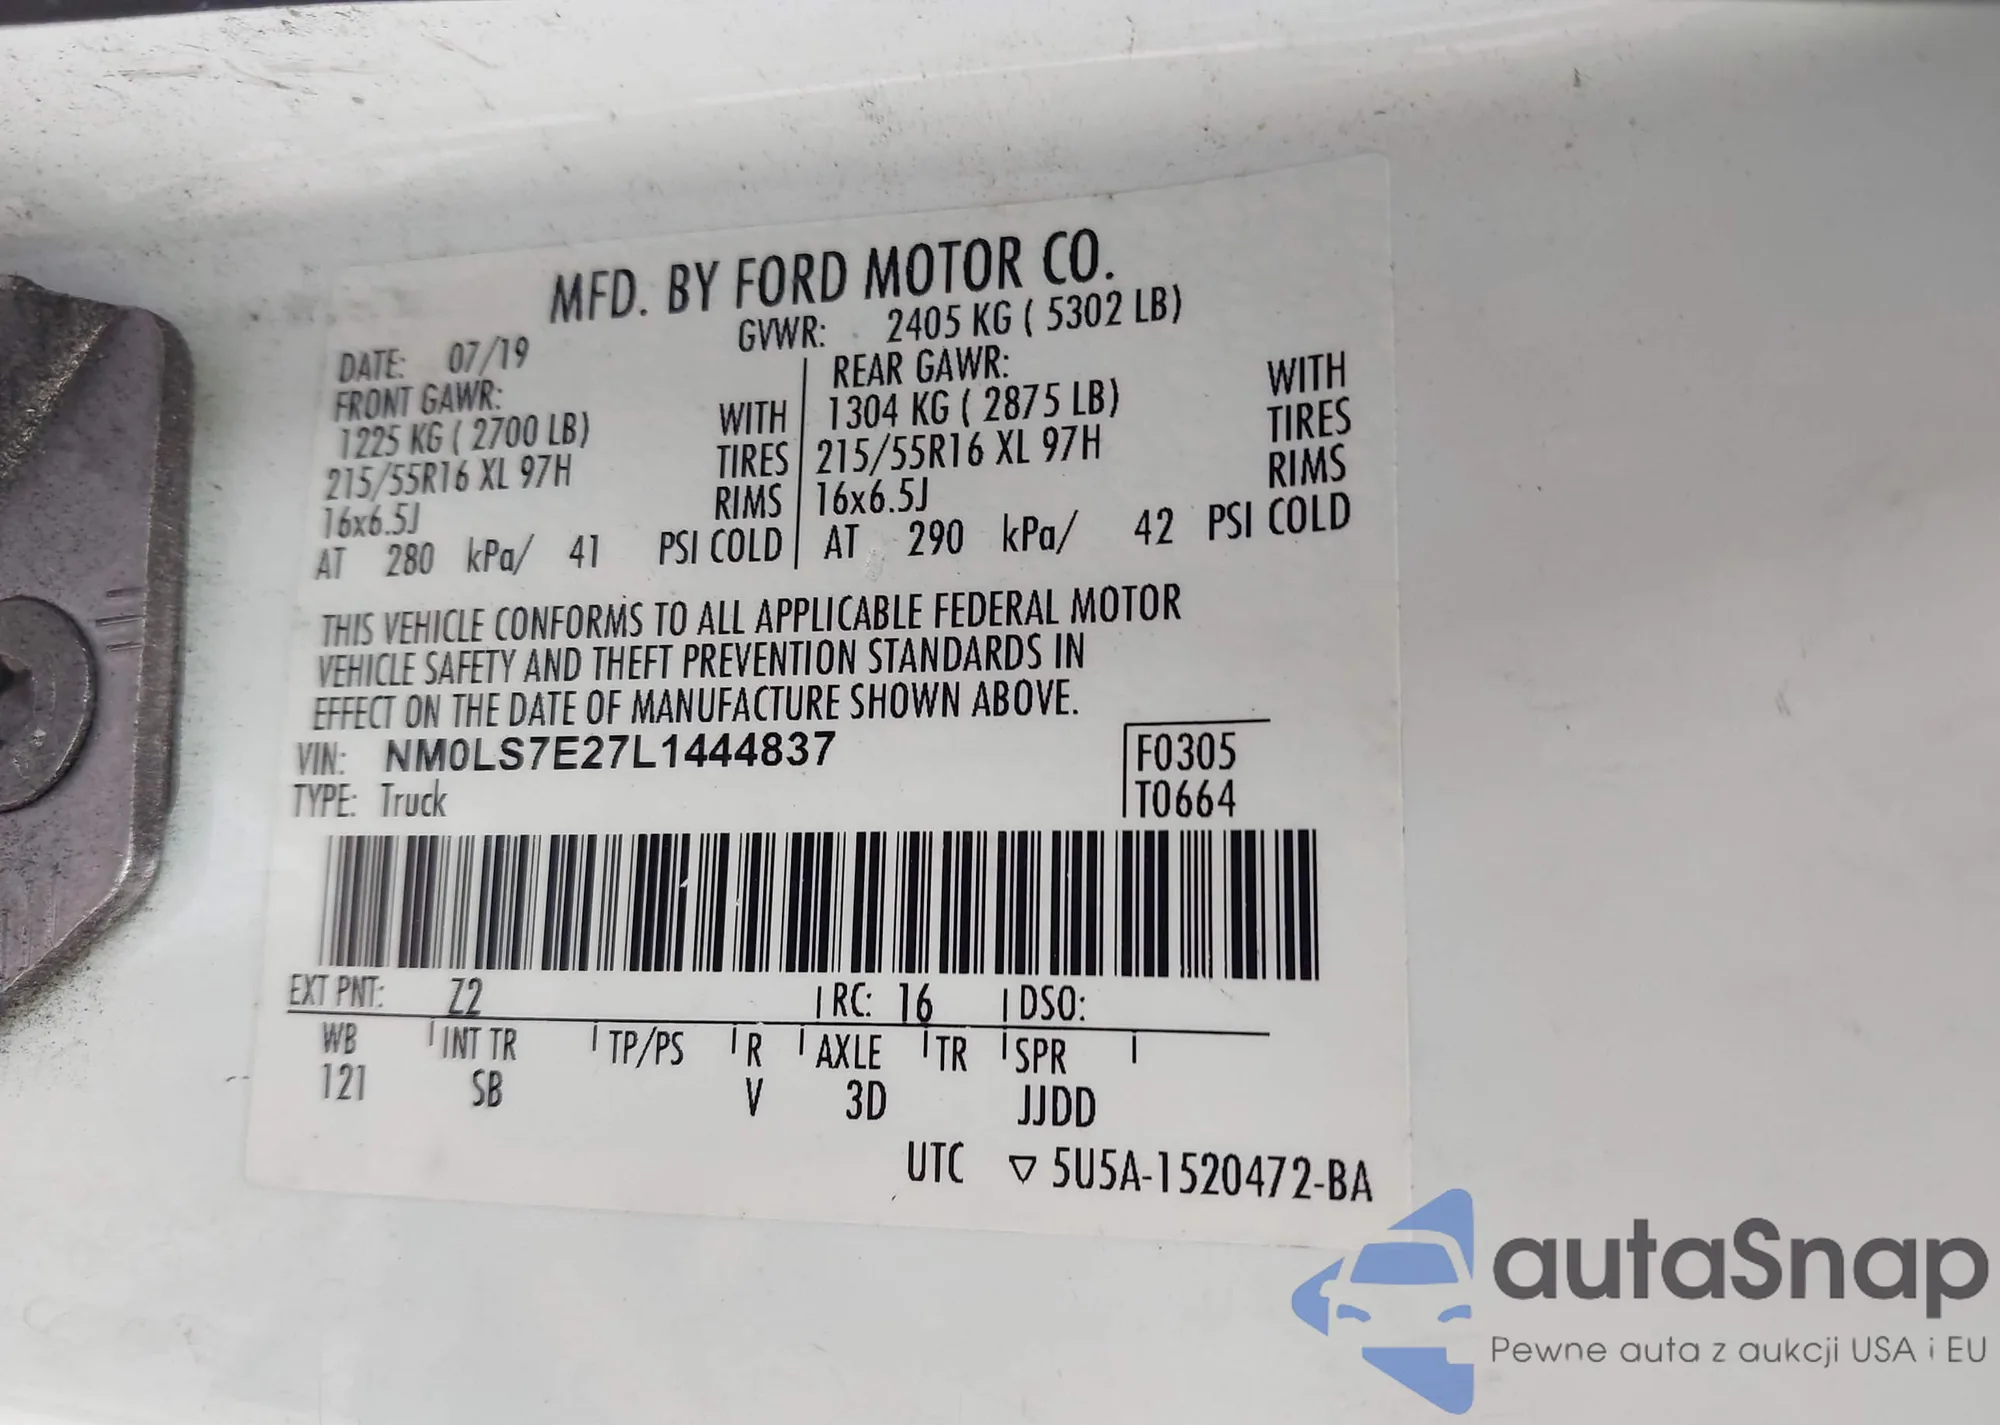 MFD. BY FORD MOTOR CO.
DATE: 07/19 GVWR: 2405 KG ( 5302 LB)
FRONT GAWR: REAR GAWR:
1225 KG ( 2700 LB) WITH 1304 KG ( 2875 LB) WITH
215/55R16 XL 97H TIRES 215/55R16 XL 97H TIRES
16x6.5J RIMS 16x6.5J RIMS
AT 280 kPa/ 41 PSI COLD AT 290 kPa/ 42 PSI COLD
THIS VEHICLE CONFORMS TO ALL APPLICABLE FEDERAL MOTOR
VEHICLE SAFETY AND THEFT PREVENTION STANDARDS IN
EFFECT ON THE DATE OF MANUFACTURE SHOWN ABOVE.
VIN: NM0LS7E27L1444837 F0305
TYPE: Truck T0664
EXT PNT: Z2 RC: 16 DSO:
WB INT TR TP/PS R AXLE TR SPR
121 SB V 3D JJDD
UTC ▽ 5U5A-1520472-BA
autaSnap
Pewne auta z aukcji USA i EU